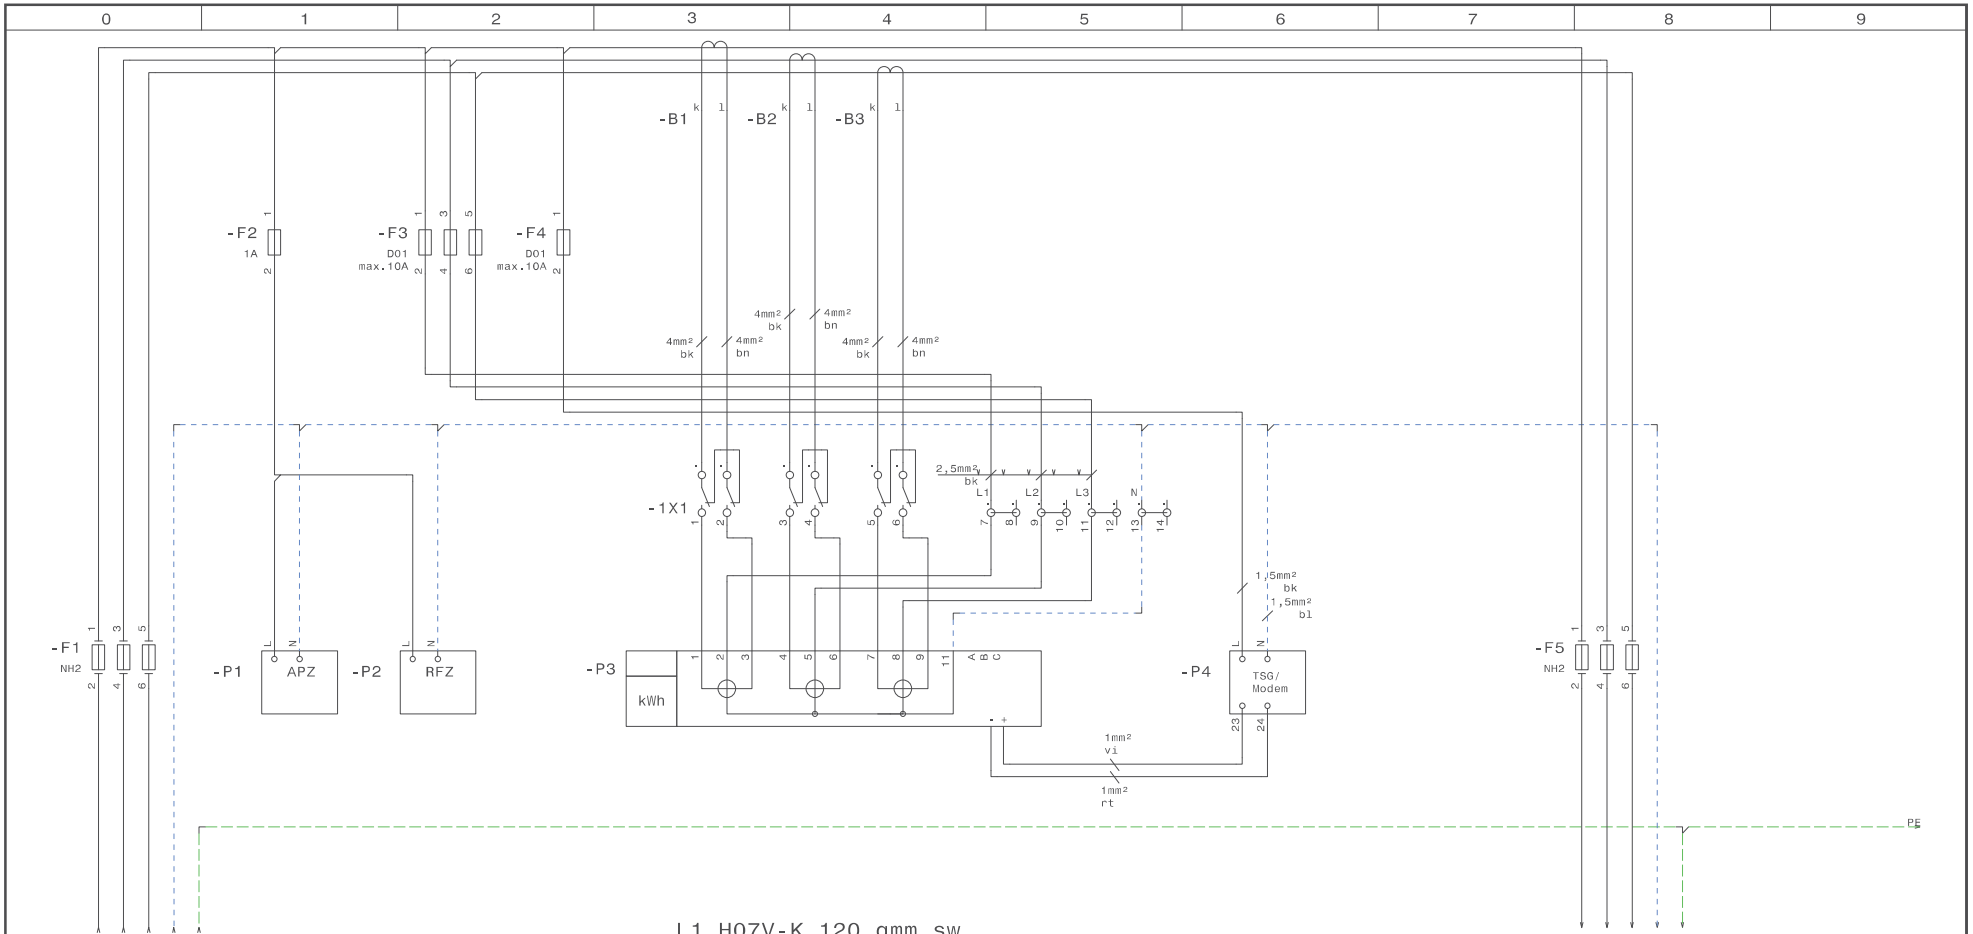 0 1 2 3 4 5 6 7 8 9
k l k l k l
-B1 -B2 -B3
1 1 3 5 1
-F2 -F3 -F4
1A D01 D01
max.10A max.10A
2 2 4 6 2
4mm² 4mm²
bk bn
4mm² 4mm² 4mm² 4mm²
bk bn bk bn
2,5mm²
bk
L1 L2 L3 N
-1X1
1 2 3 4 5 6 7 8 9 10 11 12 13 14
1,5mm²
bk
1,5mm²
bl
1 3 5 1 3 5
L N L N 1 2 3 4 5 6 7 8 9 11 A B C L N
-F1 -F5
NH2 NH2
2 4 6 2 4 6
-P1 APZ -P2 RFZ -P3 -P4
TSG/
Modem
kWh
- +
23 24
1mm²
vi
1mm²
rt
PE
L1 H07V-K 120 qmm sw